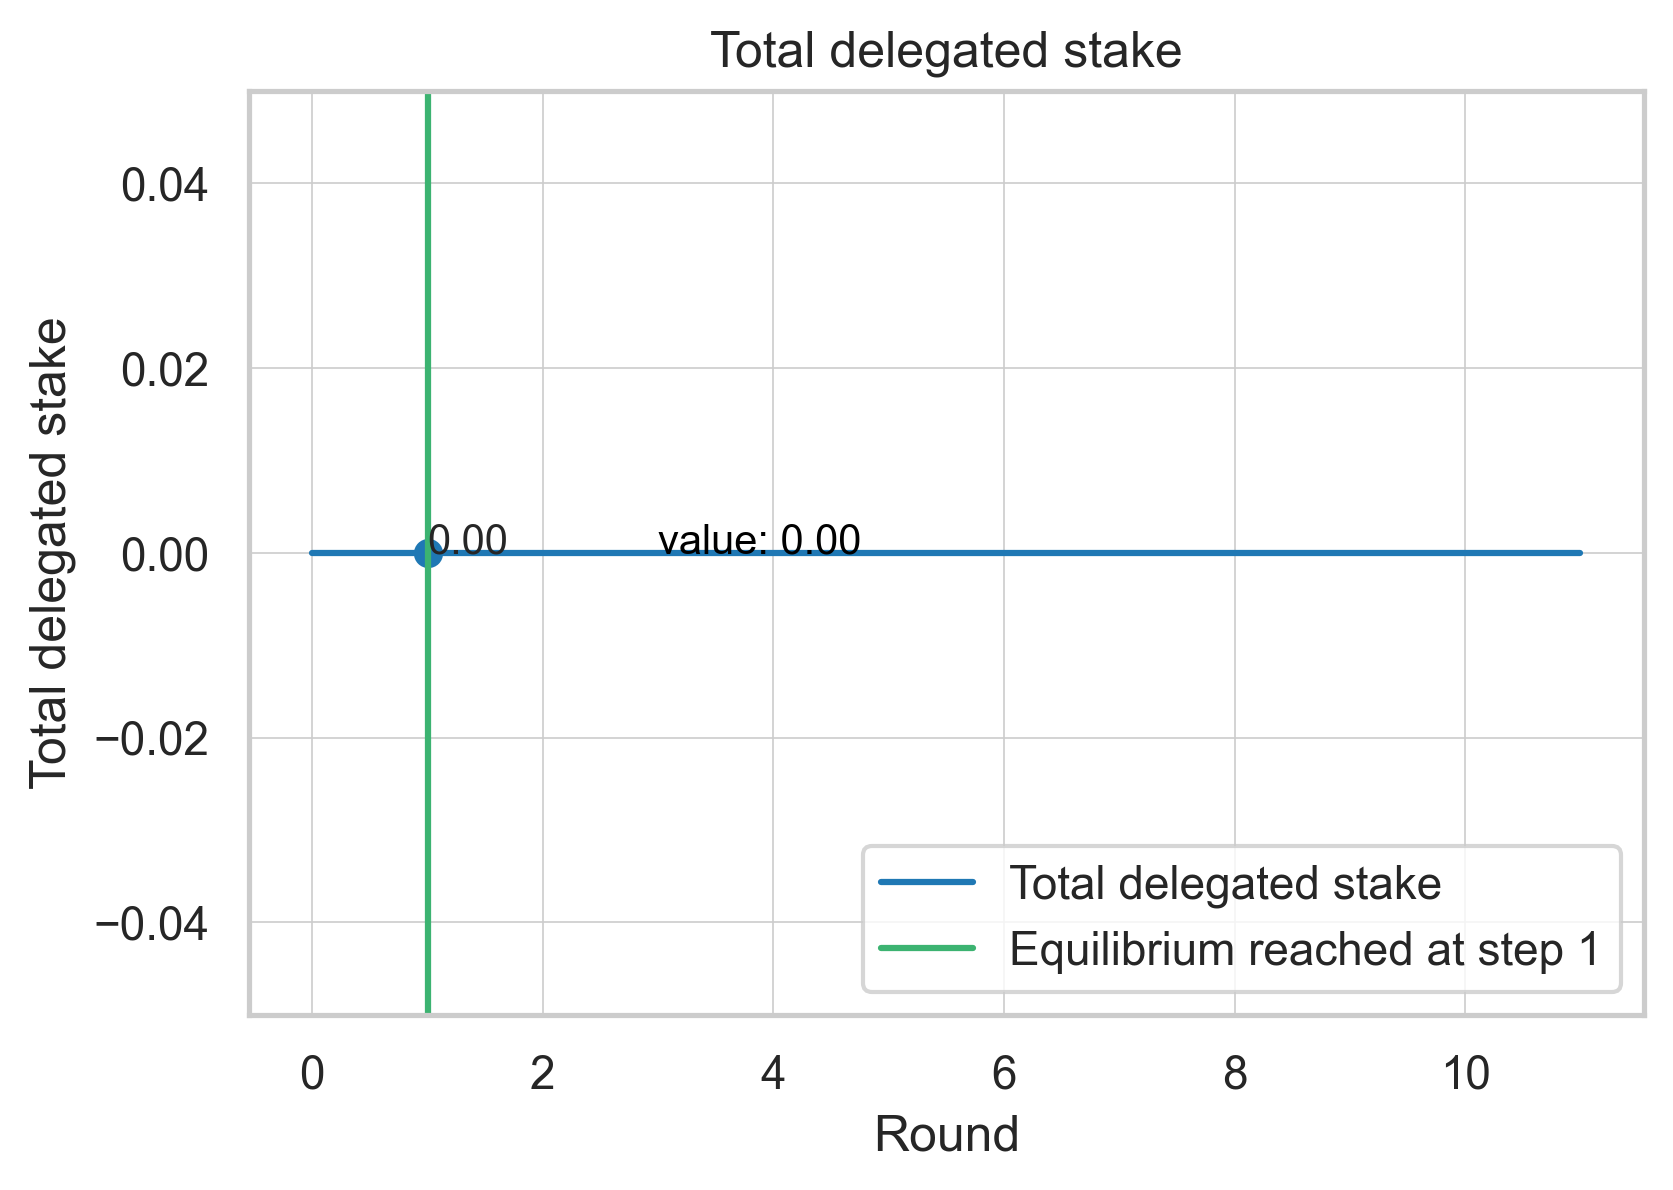 Total delegated stake
Total delegated stake
0.04
0.02
0.00
−0.02
−0.04
0.00
value: 0.00
Total delegated stake
Equilibrium reached at step 1
0 2 4 6 8 10
Round